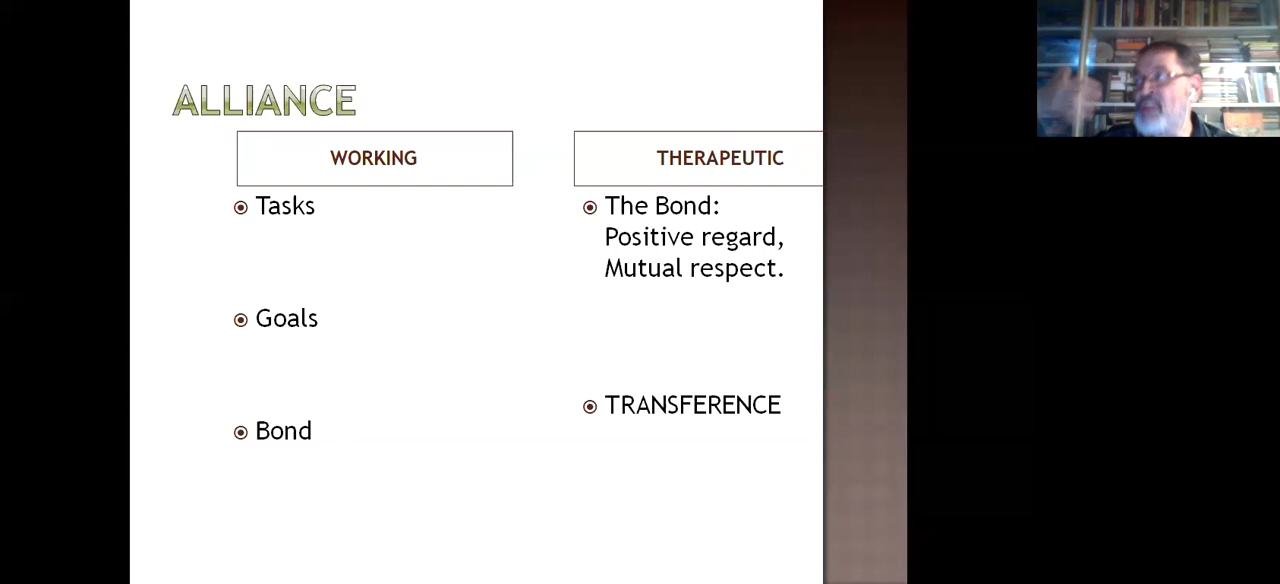 ALLIANCE
WORKING
Tasks
Goals
Bond
THERAPEUTIC
The Bond:
Positive regard,
Mutual respect.
TRANSFERENCE